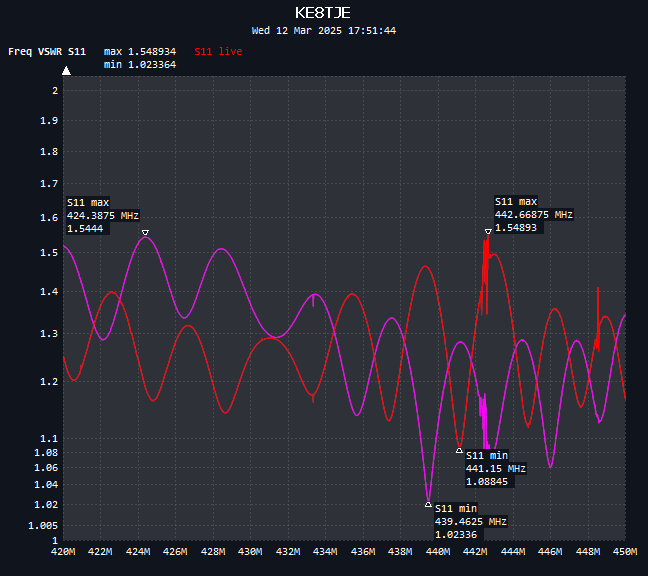 KE8TJE
Wed 12 Mar 2025 17:51:44
Freq VSWR S11 max 1.548934 S11 live
min 1.023364
2
1.9
1.8
1.7
1.6
1.5
1.4
1.3
1.2
1.1
1.08
1.06
1.04
1.02
1.005
1
S11 max
424.3875 MHz
1.5444
S11 max
442.66875 MHz
1.54893
S11 min
441.15 MHz
1.08845
S11 min
439.4625 MHz
1.02336
420M 422M 424M 426M 428M 430M 432M 434M 436M 438M 440M 442M 444M 446M 448M 450M